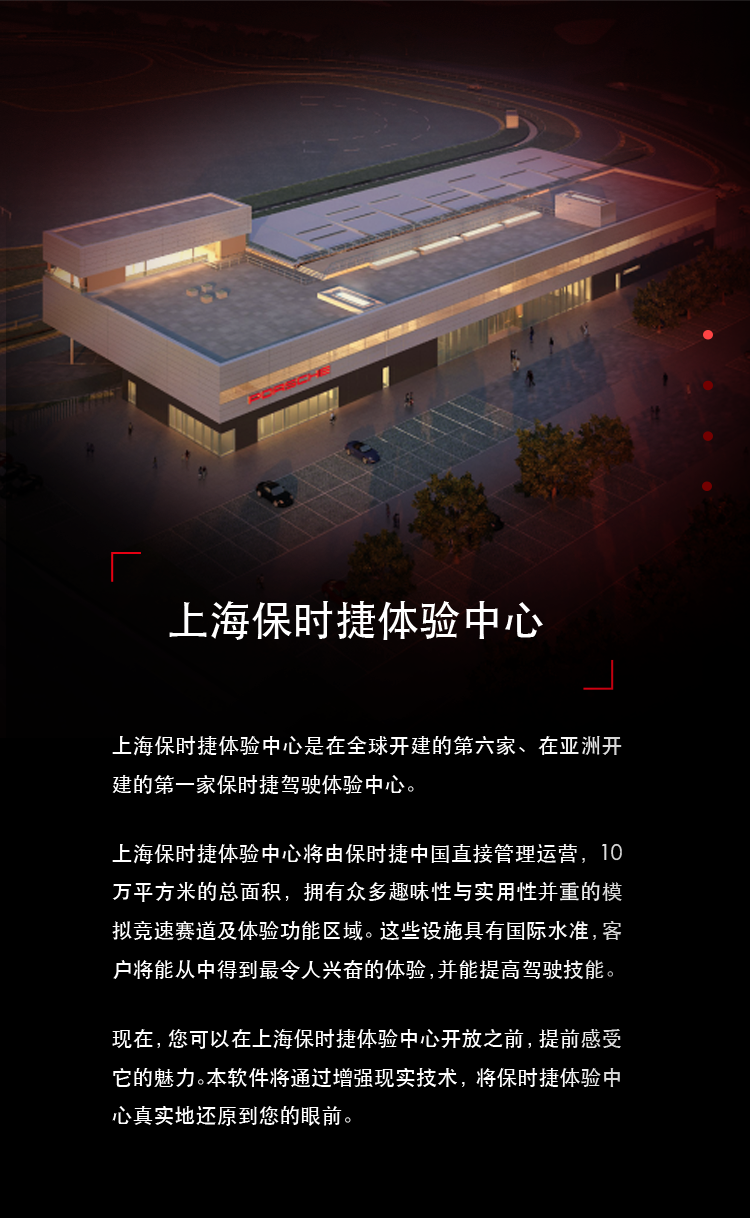 PORSCHE
上海保时捷体验中心
上海保时捷体验中心是在全球开建的第六家、在亚洲开
建的第一家保时捷驾驶体验中心。
上海保时捷体验中心将由保时捷中国直接管理运营，10
万平方米的总面积，拥有众多趣味性与实用性并重的模
拟竞速赛道及体验功能区域。这些设施具有国际水准，客
户将能从中得到最令人兴奋的体验，并能提高驾驶技能。
现在，您可以在上海保时捷体验中心开放之前，提前感受
它的魅力。本软件将通过增强现实技术，将保时捷体验中
心真实地还原到您的眼前。